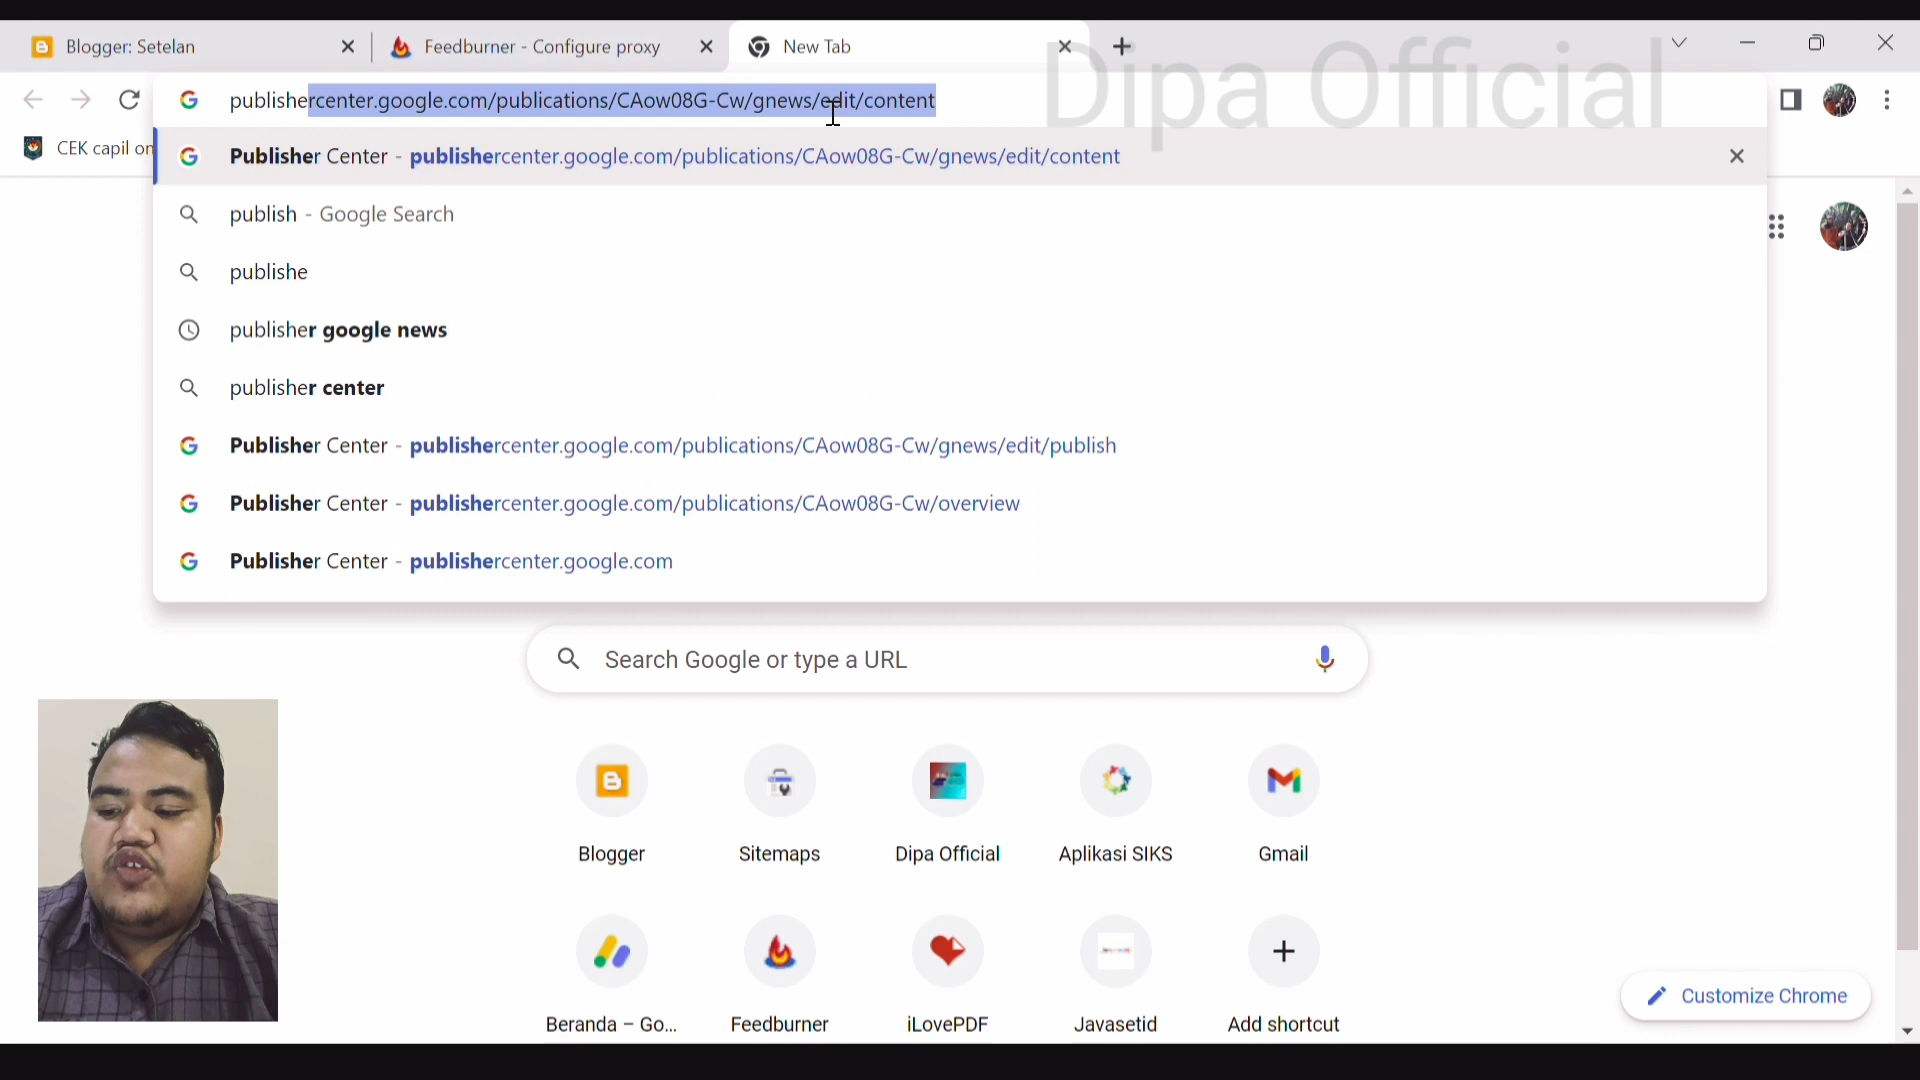 Blogger: Setelan
Feedburner - Configure proxy
New Tab
Dipa Official
publishercenter.google.com/publications/CAow08G-Cw/gnews/edit/content
CEK capil on
Publisher Center - publishercenter.google.com/publications/CAow08G-Cw/gnews/edit/content
publish - Google Search
publishe
publisher google news
publisher center
Publisher Center - publishercenter.google.com/publications/CAow08G-Cw/gnews/edit/publish
Publisher Center - publishercenter.google.com/publications/CAow08G-Cw/overview
Publisher Center - publishercenter.google.com
Search Google or type a URL
Blogger
Sitemaps
Dipa Official
Aplikasi SIKS
Gmail
Beranda – Go...
Feedburner
iLovePDF
Javasetid
Add shortcut
Customize Chrome